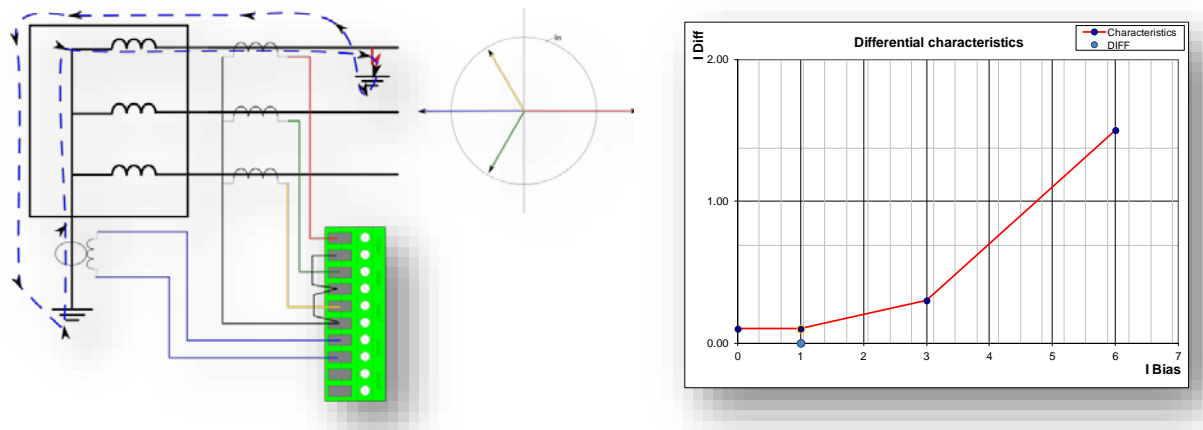 In
Differential characteristics
Characteristics
DIFF
I Diff
2.00
1.00
0.00
0 1 2 3 4 5 6 7
I Bias